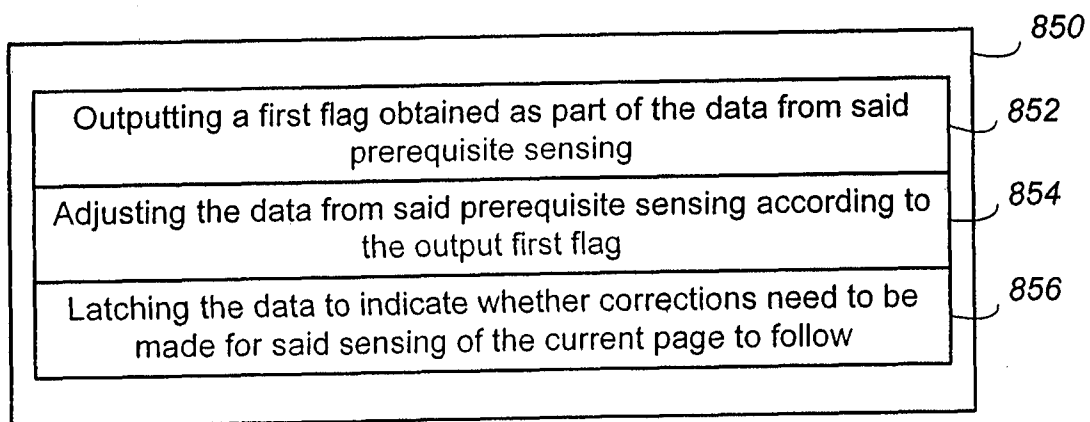 850
Outputting a first flag obtained as part of the data from said
prerequisite sensing
852
Adjusting the data from said prerequisite sensing according to
the output first flag
854
Latching the data to indicate whether corrections need to be
made for said sensing of the current page to follow
856